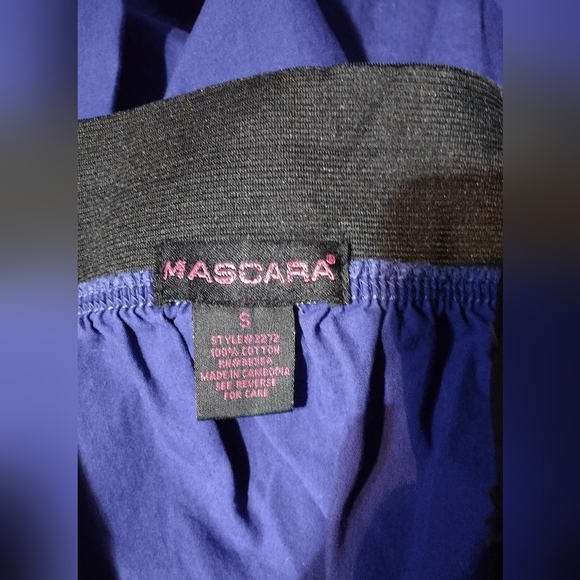 MASCARA®
S
STYLE#2272
100% COTTON
MADE IN CAMBODIA
SEE REVERSE
FOR CARE